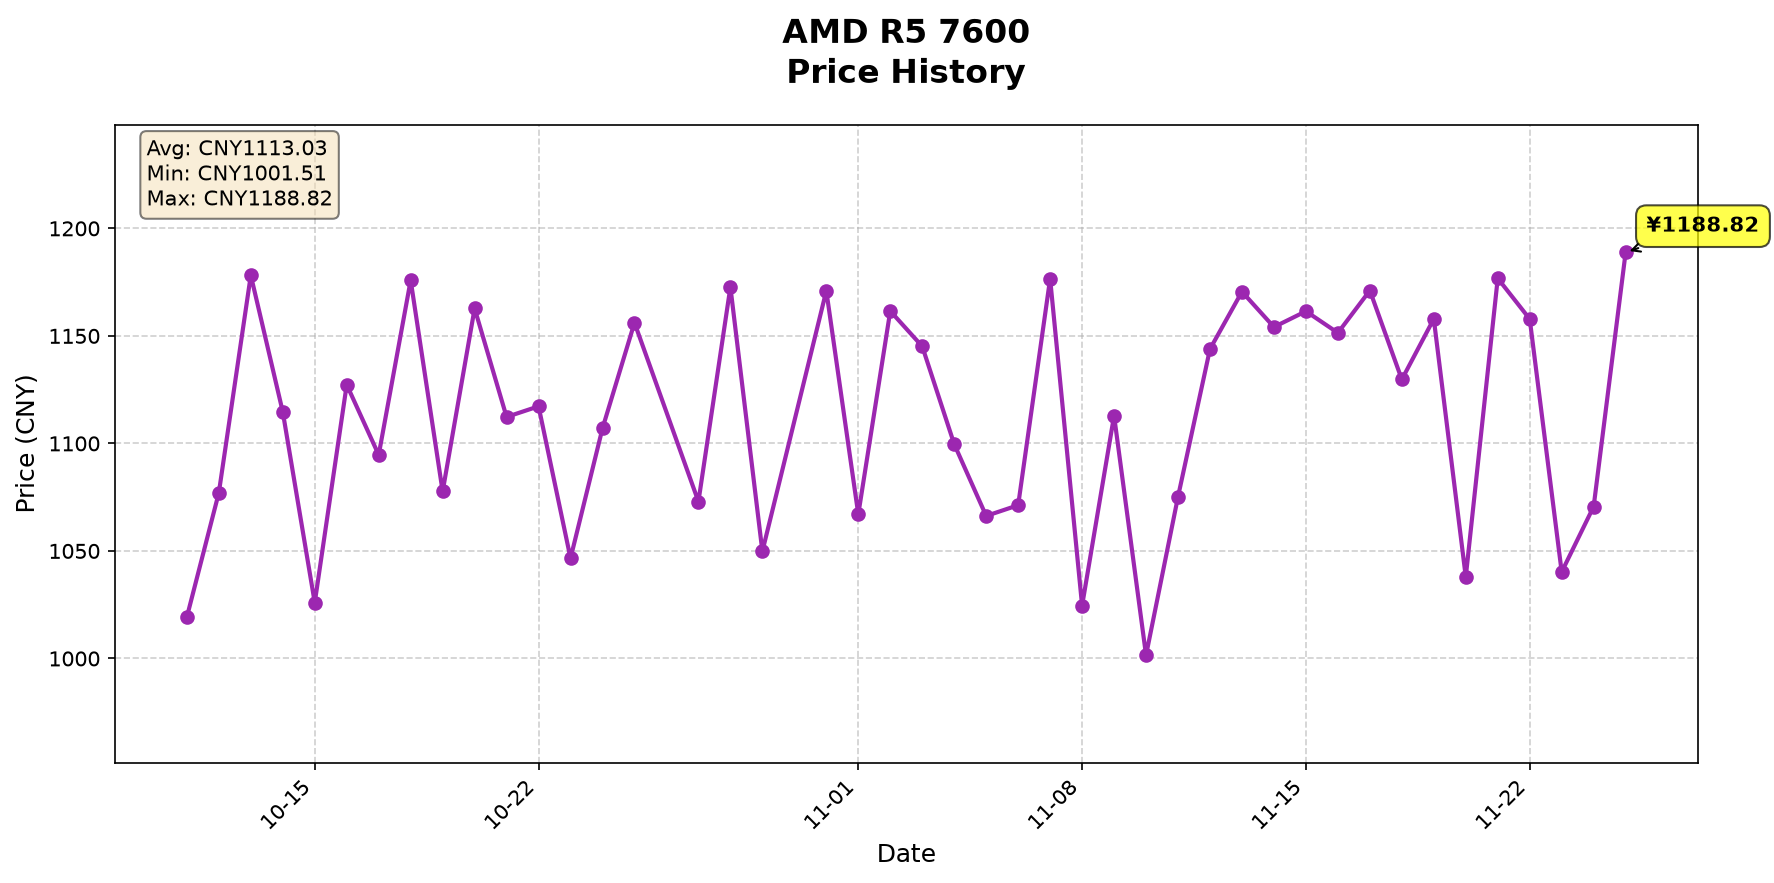 AMD R5 7600
Price History
Avg: CNY1113.03
Min: CNY1001.51
Max: CNY1188.82
¥1188.82
Price (CNY)
1200
1150
1100
1050
1000
10-15
10-22
11-01
11-08
11-15
11-22
Date